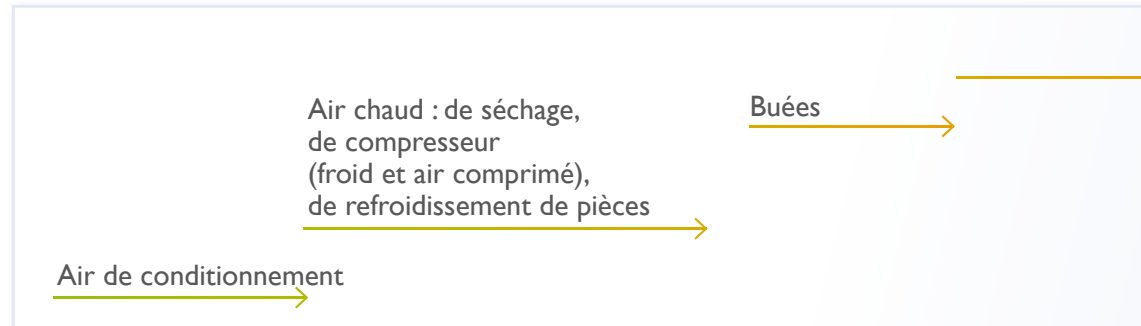 Air chaud : de séchage,
de compresseur
(froid et air comprimé),
de refroidissement de pièces
Buées
Air de conditionnement